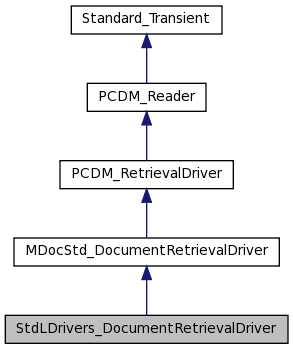 Standard_Transient
PCDM_Reader
PCDM_RetrievalDriver
MDocStd_DocumentRetrievalDriver
StdLDrivers_DocumentRetrievalDriver